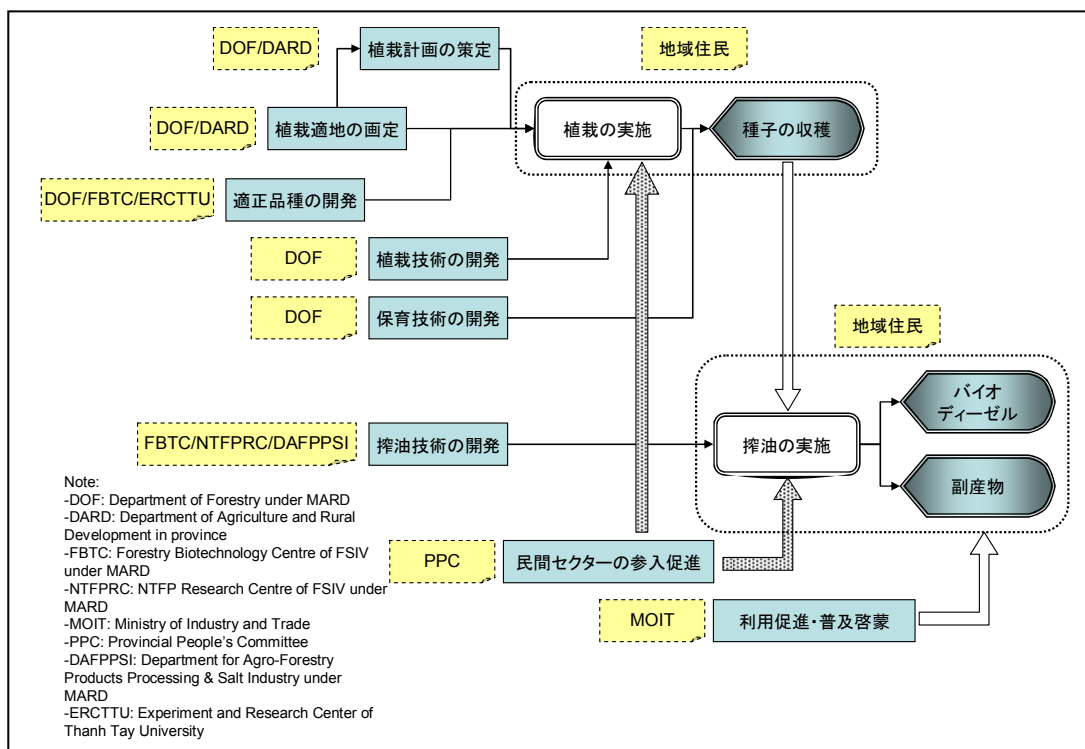 DOF/DARD
植栽計画の策定
地域住民
DOF/DARD
植栽適地の画定
植栽の実施
種子の収穫
DOF/FBTC/ERCTTU
適正品種の開発
DOF
植栽技術の開発
DOF
保育技術の開発
地域住民
バイオ
ディーゼル
FBTC/NTFPRC/DAFPPSI
搾油技術の開発
搾油の実施
副産物
PPC
民間セクターの参入促進
MOIT
利用促進・普及啓蒙
Note:
-DOF: Department of Forestry under MARD
-DARD: Department of Agriculture and Rural
Development in province
-FBTC: Forestry Biotechnology Centre of FSIV
under MARD
-NTFPRC: NTFP Research Centre of FSIV under
MARD
-MOIT: Ministry of Industry and Trade
-PPC: Provincial People's Committee
-DAFPPSI: Department for Agro-Forestry
Products Processing & Salt Industry under
MARD
-ERCTTU: Experiment and Research Center of
Thanh Tay University